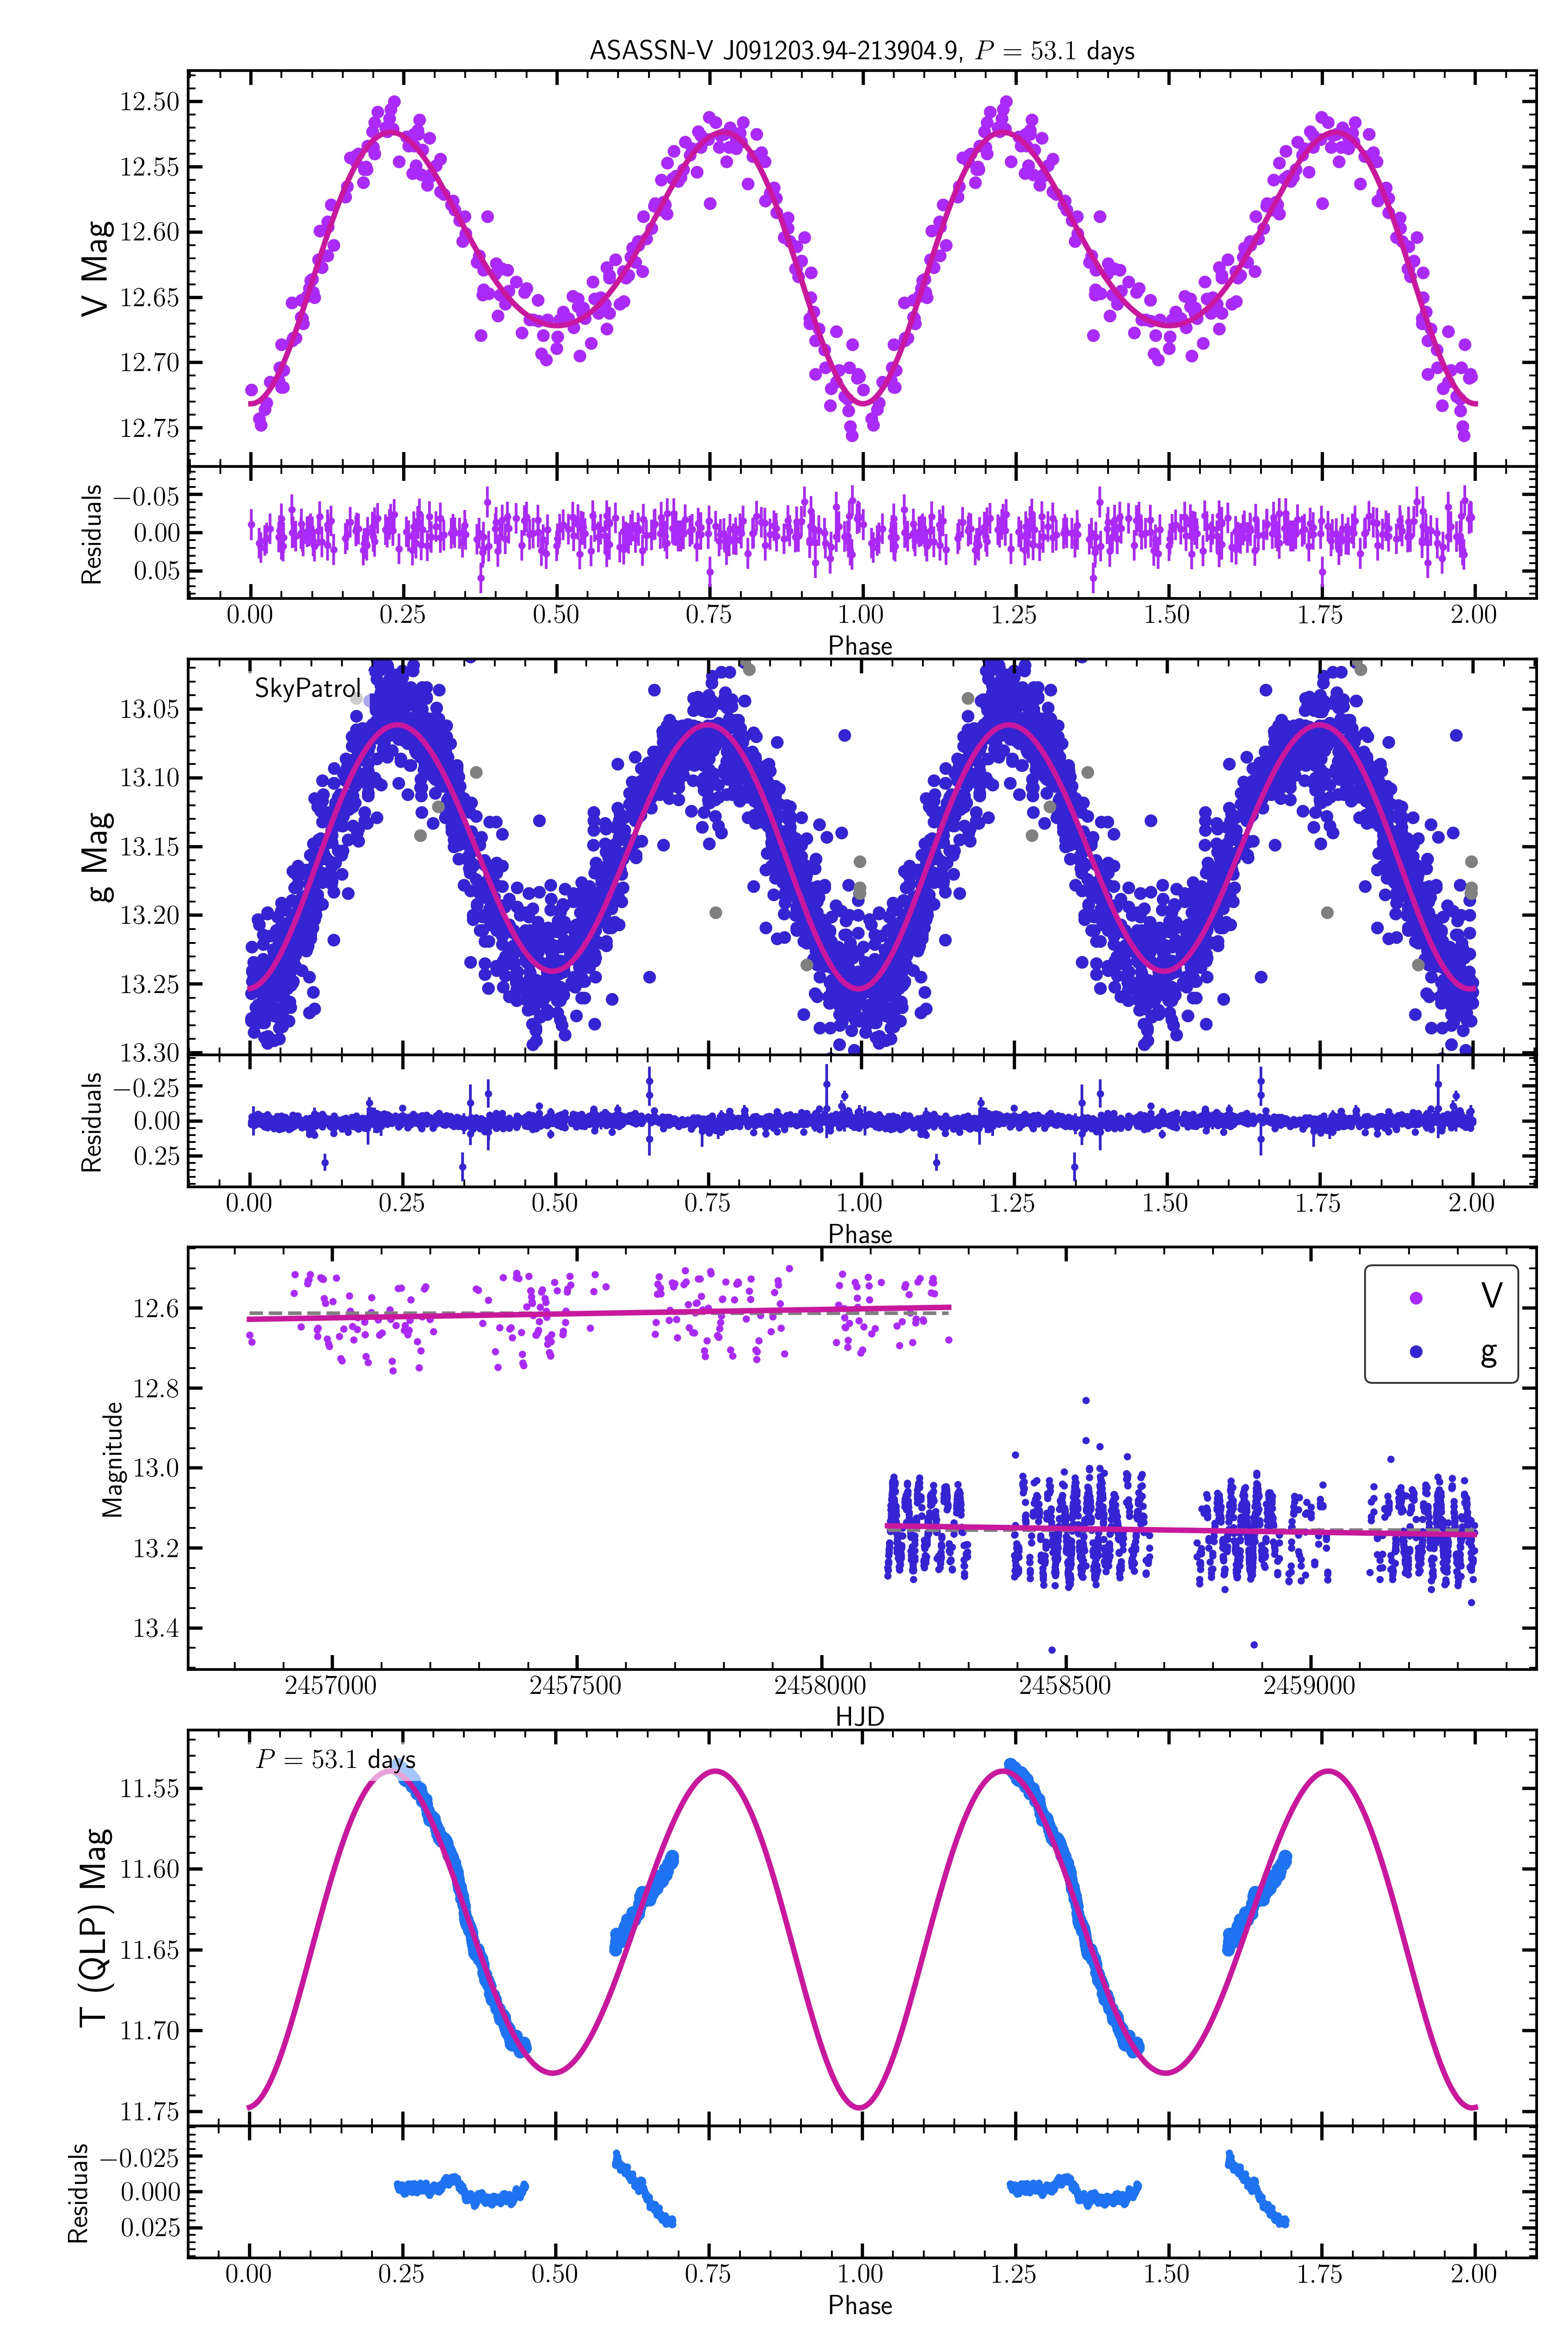 ASASSN-V J091203.94-213904.9, P = 53.1 days
12.50
12.55
12.60
12.65
12.70
12.75
V Mag
−0.05
0.00
0.05
Residuals
0.00 0.25 0.50 0.75 1.00 1.25 1.50 1.75 2.00
Phase
SkyPatrol
13.05
13.10
13.15
13.20
13.25
13.30
g Mag
−0.25
0.00
0.25
Residuals
0.00 0.25 0.50 0.75 1.00 1.25 1.50 1.75 2.00
Phase
V
g
12.6
12.8
13.0
13.2
13.4
Magnitude
2457000 2457500 2458000 2458500 2459000
HJD
P = 53.1 days
11.55
11.60
11.65
11.70
11.75
T (QLP) Mag
−0.025
0.000
0.025
Residuals
0.00 0.25 0.50 0.75 1.00 1.25 1.50 1.75 2.00
Phase